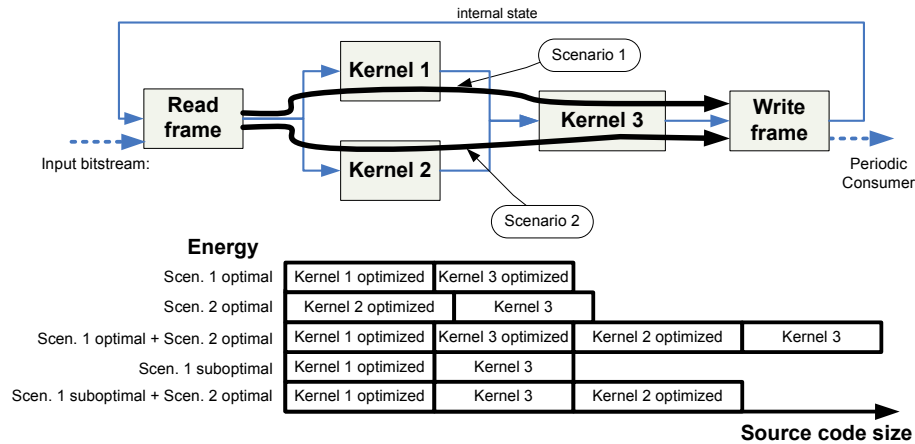 internal state
Scenario 1
Kernel 1
Read
frame
Kernel 3
Write
frame
Kernel 2
Input bitstream:
Periodic
Consumer
Scenario 2
Energy
Scen. 1 optimal
Kernel 1 optimized
Kernel 3 optimized
Scen. 2 optimal
Kernel 2 optimized
Kernel 3
Scen. 1 optimal + Scen. 2 optimal
Kernel 1 optimized
Kernel 3 optimized
Kernel 2 optimized
Kernel 3
Scen. 1 suboptimal
Kernel 1 optimized
Kernel 3
Scen. 1 suboptimal + Scen. 2 optimal
Kernel 1 optimized
Kernel 3
Kernel 2 optimized
Source code size